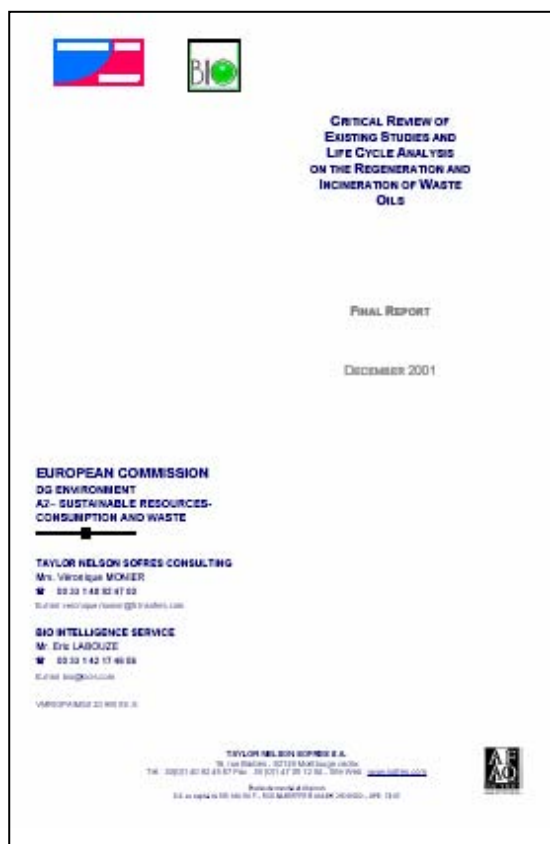 BIO
CRITICAL REVIEW OF
EXISTING STUDIES AND
LIFE CYCLE ANALYSIS
ON THE REGENERATION AND
INCINERATION OF WASTE
OILS
FINAL REPORT
DECEMBER 2001
EUROPEAN COMMISSION
DG ENVIRONMENT
A2– SUSTAINABLE RESOURCES-
CONSUMPTION AND WASTE
TAYLOR NELSON SOFRES CONSULTING
Mrs. Véronique MONIER
BIO INTELLIGENCE SERVICE
Mr. Eric LABOUZE
TAYLOR NELSON SOFRES S.A.
AFAQ